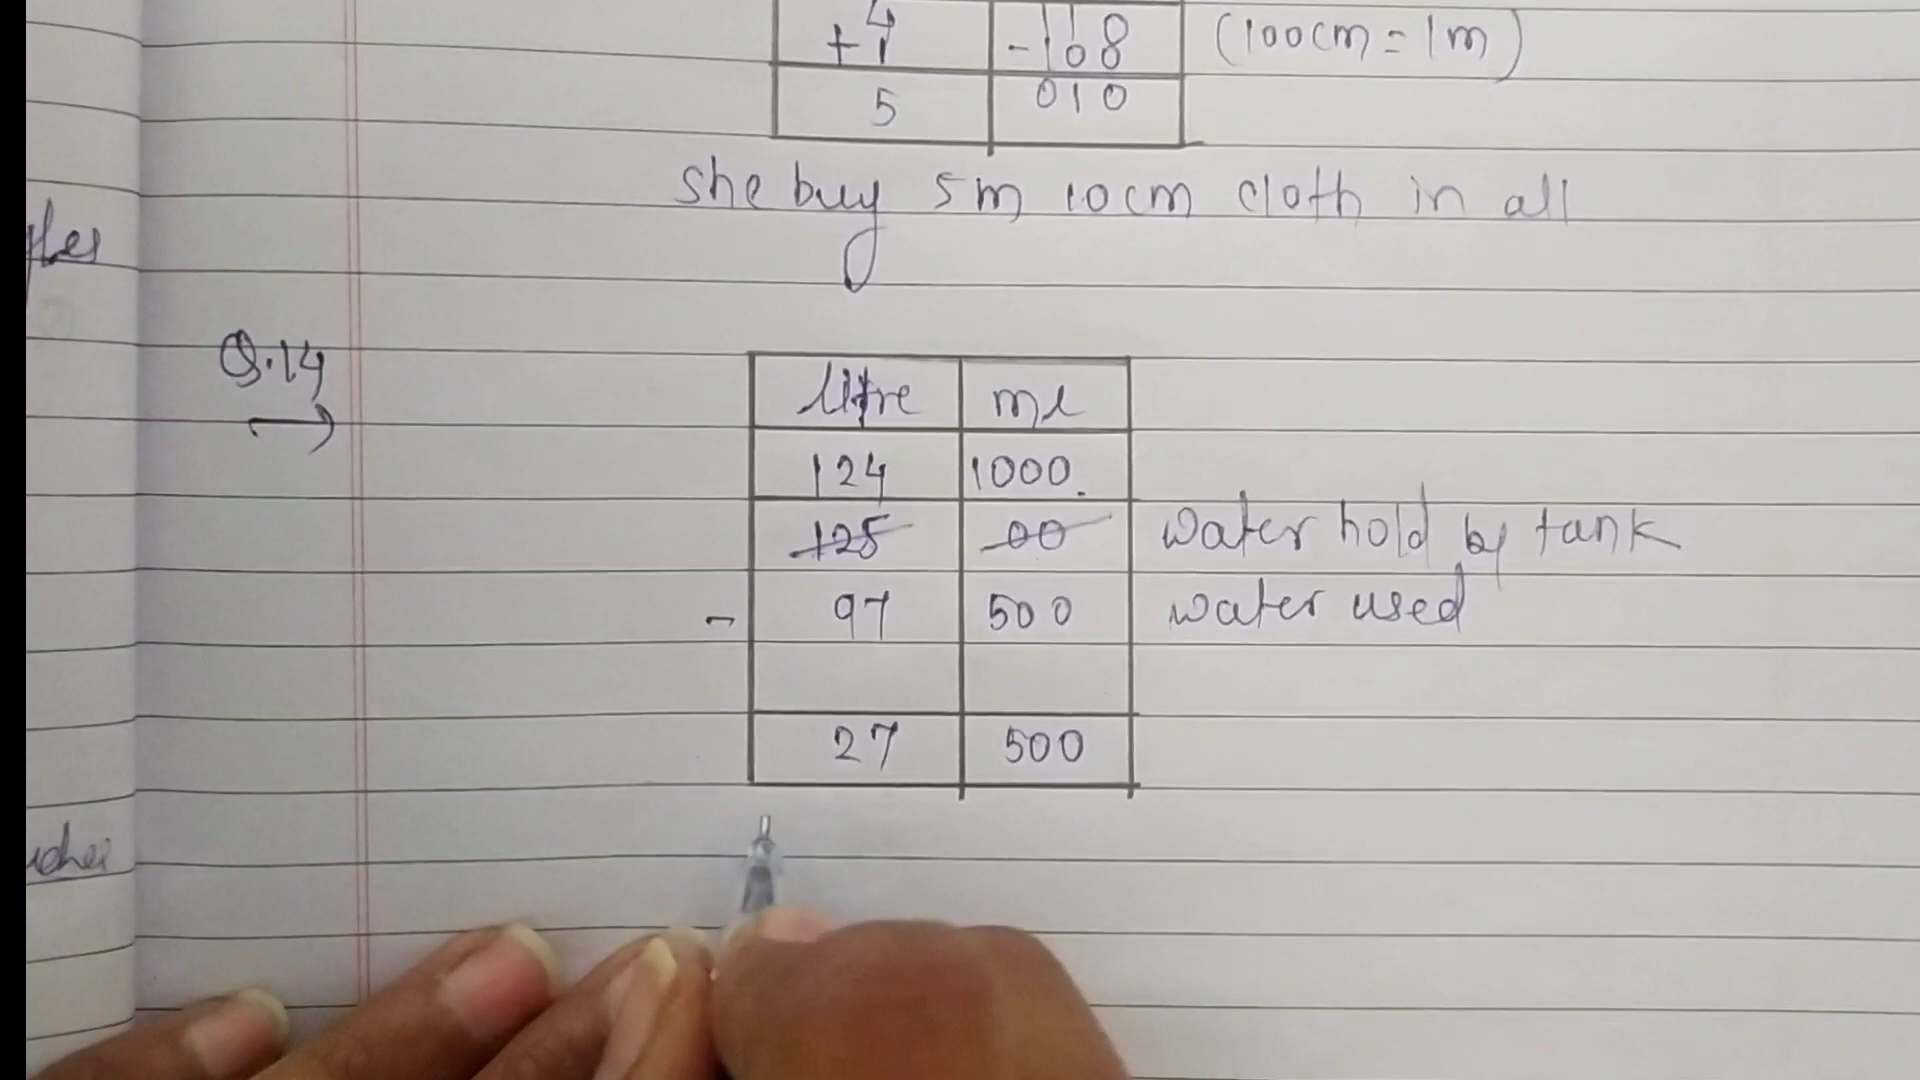 + 4 - 108 (100cm = 1m)
5 010
she buy 5m 10cm cloth in all
Q.14
litre ml
124 1000.
125 00 water hold by tank
- 97 500 water used
27 500